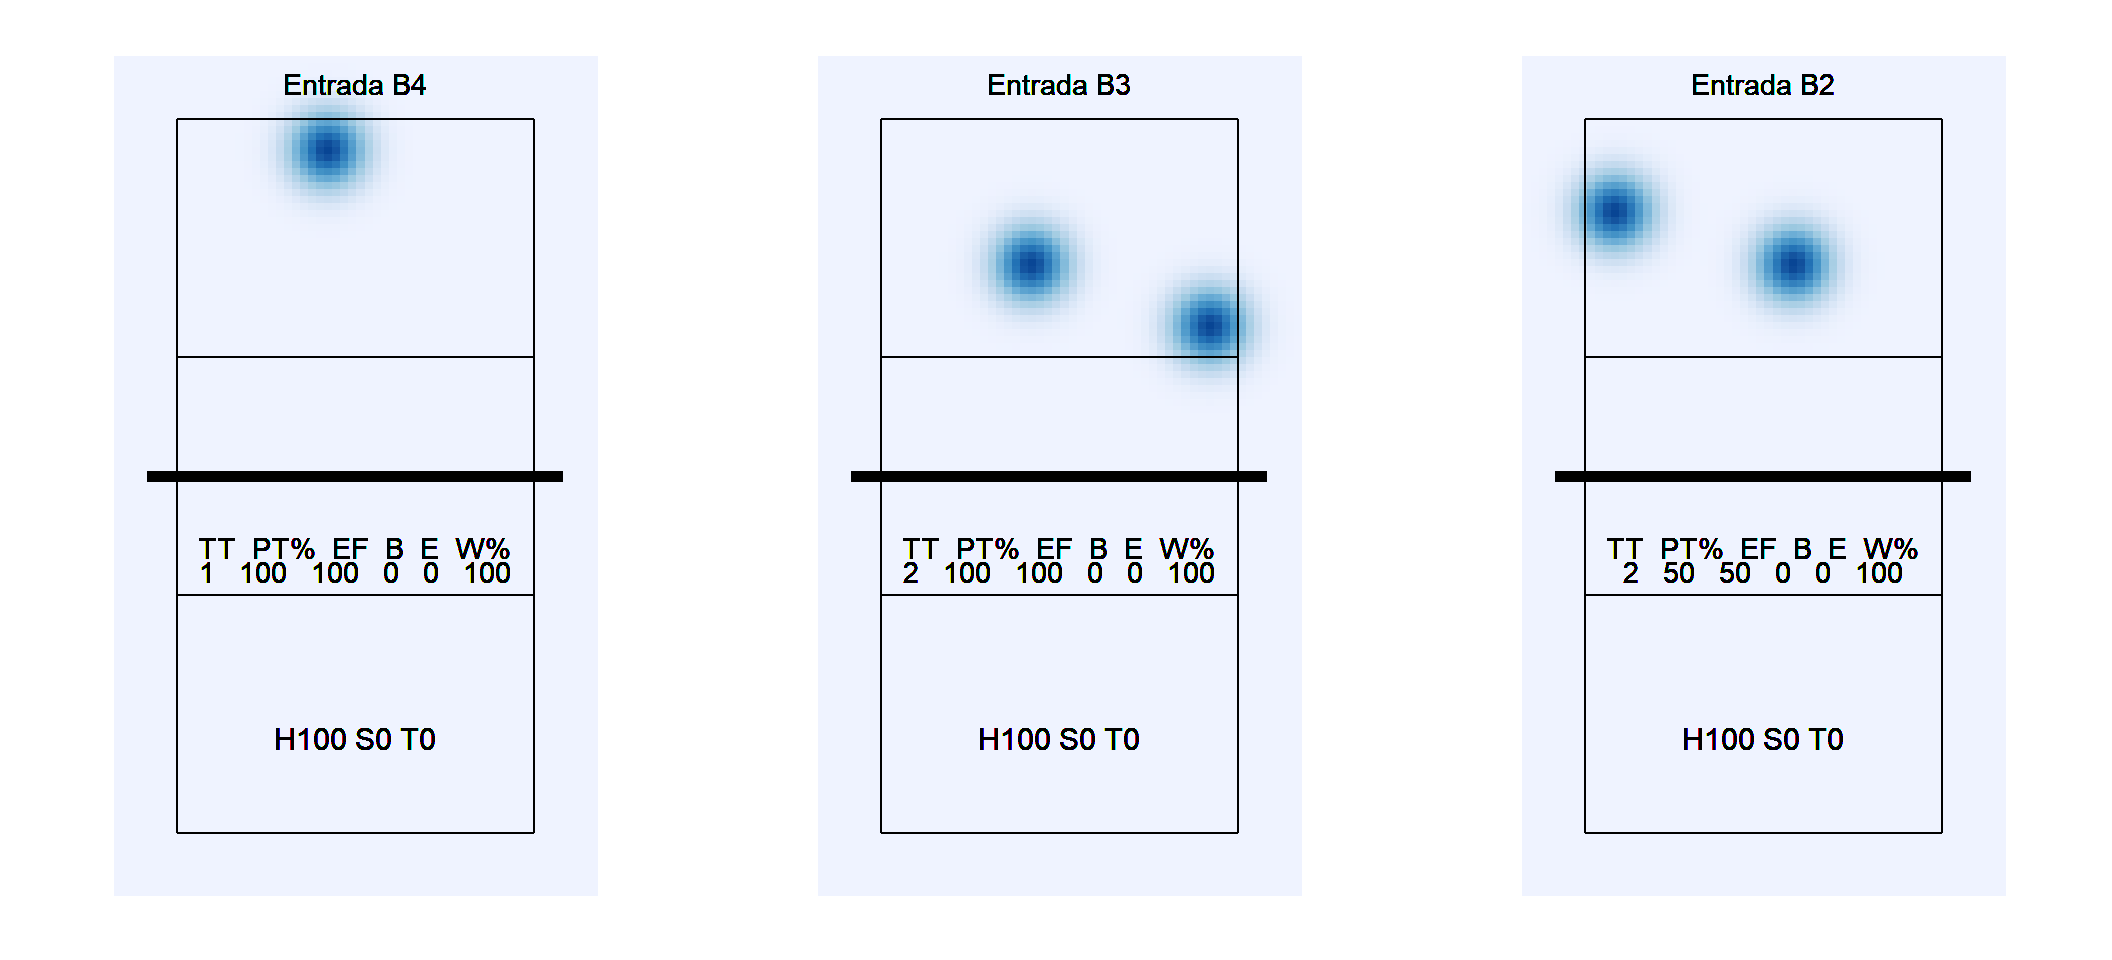 Entrada B4
TT PT% EF B E W%
1 100 100 0 0 100
H100 S0 T0
Entrada B3
TT PT% EF B E W%
2 100 100 0 0 100
H100 S0 T0
Entrada B2
TT PT% EF B E W%
2 50 50 0 0 100
H100 S0 T0